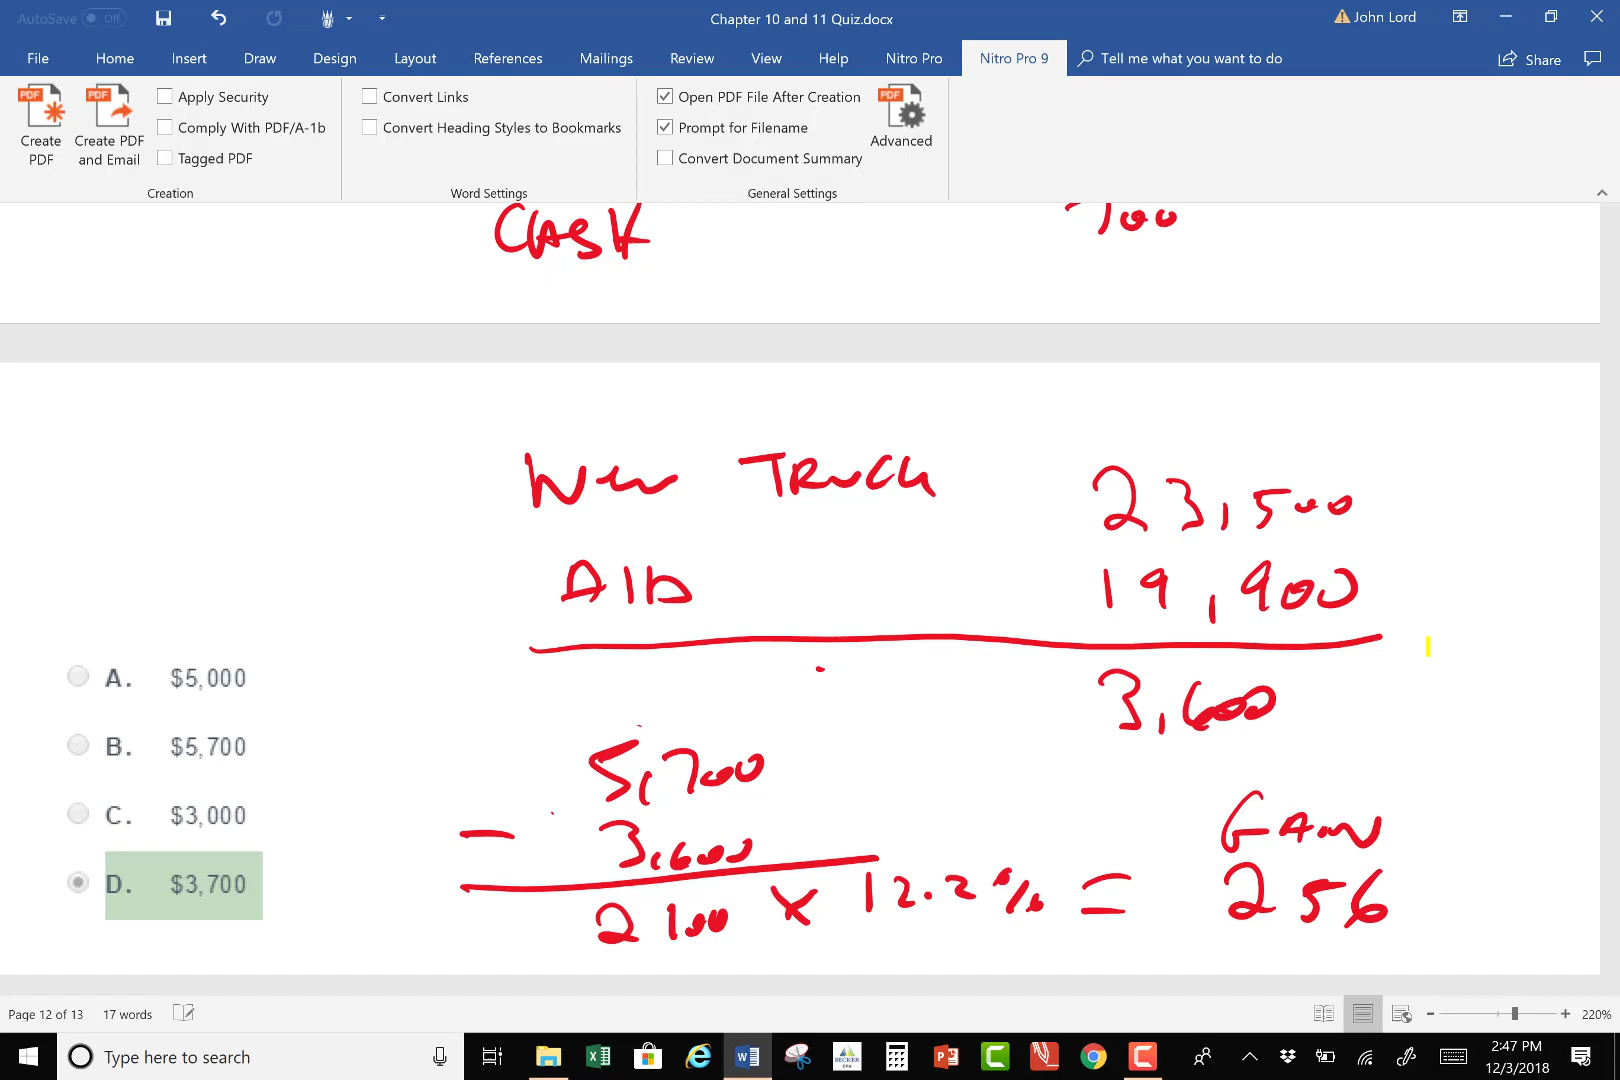 AutoSave Off
Chapter 10 and 11 Quiz.docx
John Lord
File Home Insert Draw Design Layout References Mailings Review View Help Nitro Pro Nitro Pro 9 Tell me what you want to do Share
PDF PDF Apply Security Convert Links Open PDF File After Creation PDF
Create PDF Create PDF and Email Comply With PDF/A-1b Convert Heading Styles to Bookmarks Prompt for Filename Advanced
Tagged PDF Convert Document Summary
Creation Word Settings General Settings
CASH 700
New TRUCK 23,500
A/D 19,900
3,600
A. $5,000
B. $5,700
C. $3,000
D. $3,700
5,700
- 3,600
2100 x 12.2% = GAIN 256
Page 12 of 13 17 words 220%
Type here to search
BECKER
2:47 PM
12/3/2018